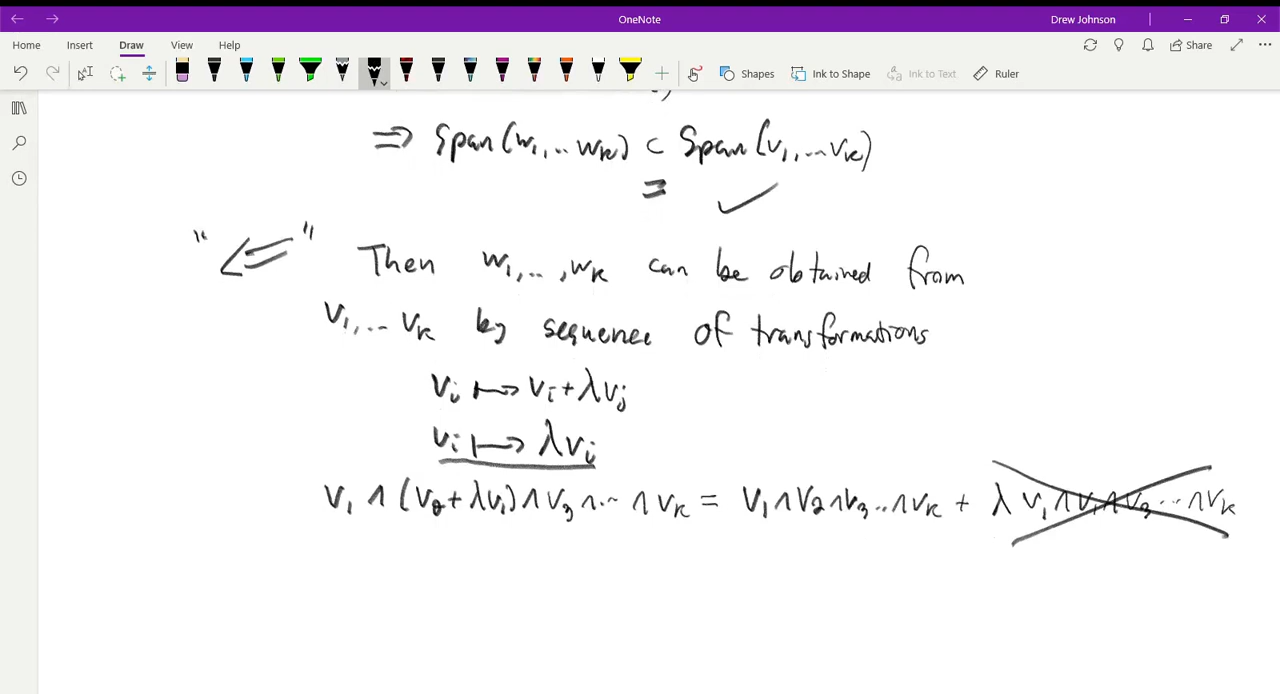 OneNote
Drew Johnson
Home Insert Draw View Help
Share
Shapes Ink to Shape Ink to Text Ruler
⇒ Span(w₁,..wₖ) ⊂ Span(v₁,...vₖ)
= ✓
"⇐" Then w₁,..,wₖ can be obtained from
v₁,... vₖ by sequence of transformations
vᵢ ↦ vᵢ + λvⱼ
vᵢ ↦ λvᵢ
v₁ ∧ (v₂ + λv₁) ∧ v₃ ∧ ... ∧ vₖ = v₁ ∧ v₂ ∧ v₃ .. ∧ vₖ + λ v₁ ∧ v₁ ∧ v₃ ... ∧ vₖ